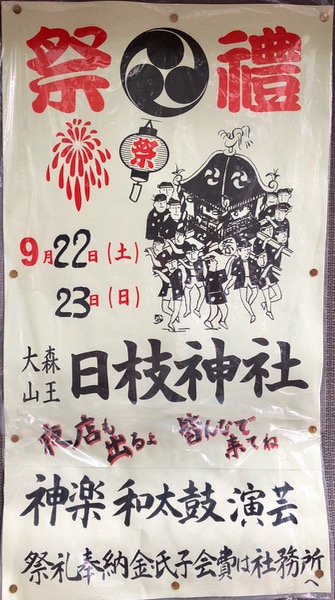 祭禮
祭
9月22日(土)
23日(日)
大森
山王
日枝神社
夜店も出るよ 皆んなで来てね
神楽 和太鼓 演芸
祭礼奉納金・氏子会費は社務所へ